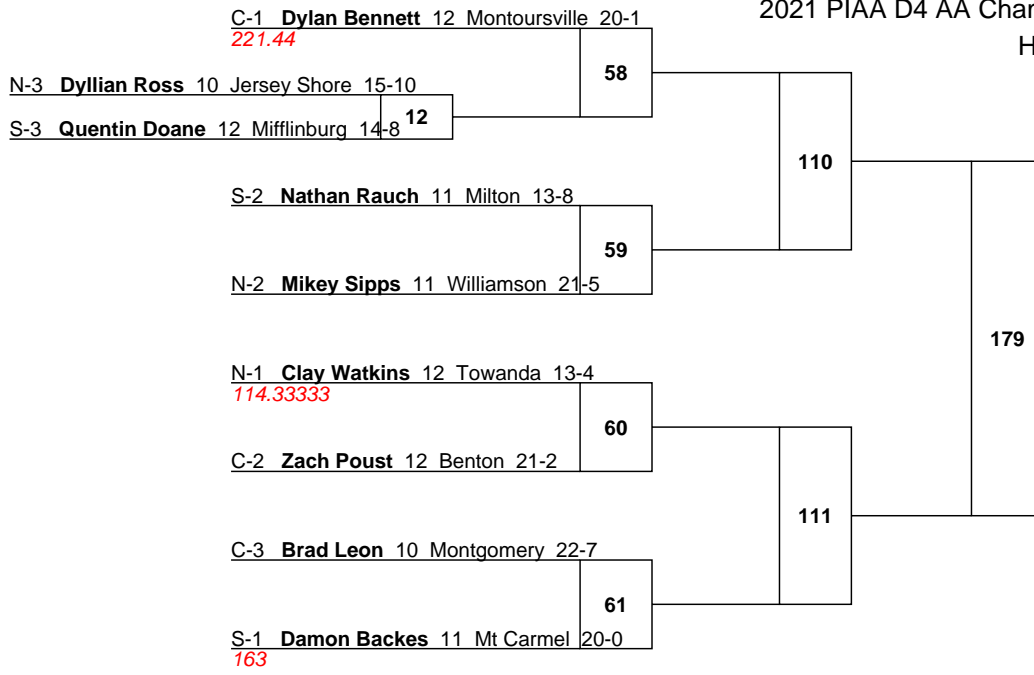 2021 PIAA D4 AA Char
H
C-1 Dylan Bennett 12 Montoursville 20-1
221.44
58
N-3 Dyllian Ross 10 Jersey Shore 15-10
12
S-3 Quentin Doane 12 Mifflinburg 14-8
110
S-2 Nathan Rauch 11 Milton 13-8
59
N-2 Mikey Sipps 11 Williamson 21-5
179
N-1 Clay Watkins 12 Towanda 13-4
114.33333
60
C-2 Zach Poust 12 Benton 21-2
111
C-3 Brad Leon 10 Montgomery 22-7
61
S-1 Damon Backes 11 Mt Carmel 20-0
163